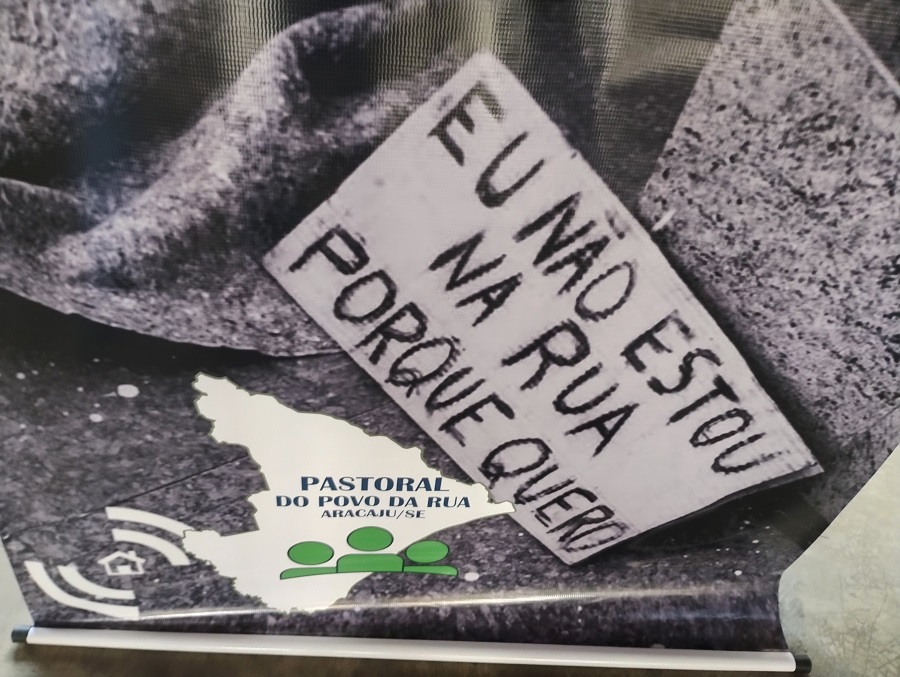 EU NÃO ESTOU
NA RUA
PORQUE QUERO
PASTORAL
DO POVO DA RUA
ARACAJU/SE